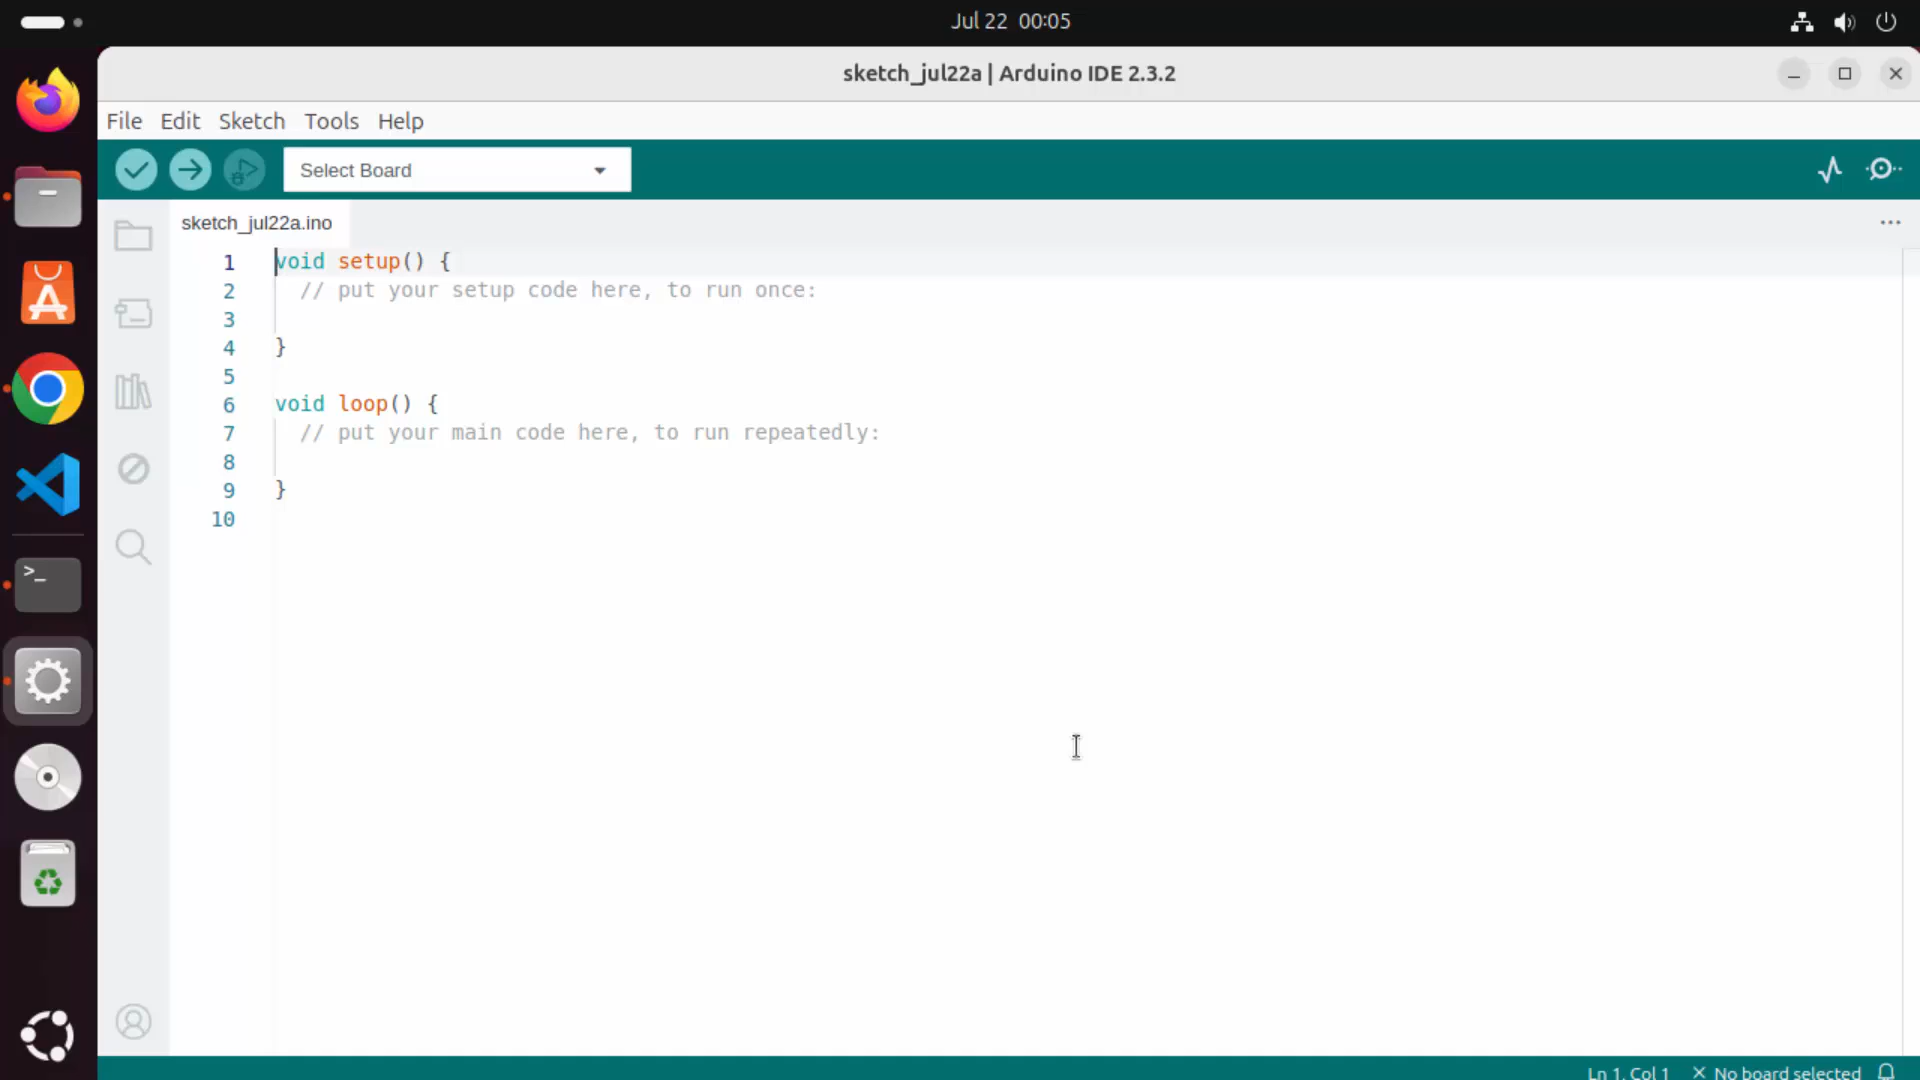 Jul 22 00:05
sketch_jul22a | Arduino IDE 2.3.2
File Edit Sketch Tools Help
Select Board
sketch_jul22a.ino
1 void setup() {
2 // put your setup code here, to run once:
3
4 }
5
6 void loop() {
7 // put your main code here, to run repeatedly:
8
9 }
10
>_
Ln 1, Col 1 No board selected